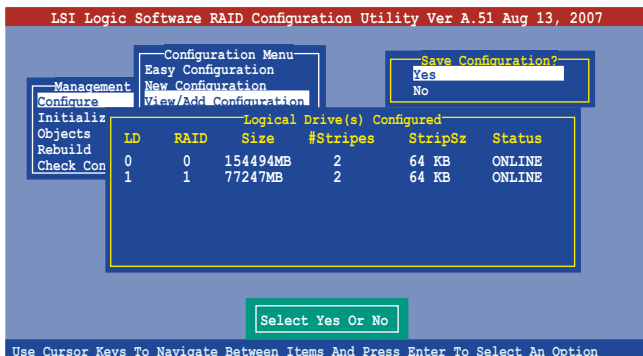 LSI Logic Software RAID Configuration Utility Ver A.51 Aug 13, 2007
Configuration Menu
Easy Configuration
New Configuration
View/Add Configuration
Save Configuration?
Yes
No
Management
Configure
Initializ
Objects
Rebuild
Check Con
Logical Drive(s) Configured
LD RAID Size #Stripes StripSz Status
0 0 154494MB 2 64 KB ONLINE
1 1 77247MB 2 64 KB ONLINE
Select Yes Or No
Use Cursor Keys To Navigate Between Items And Press Enter To Select An Option